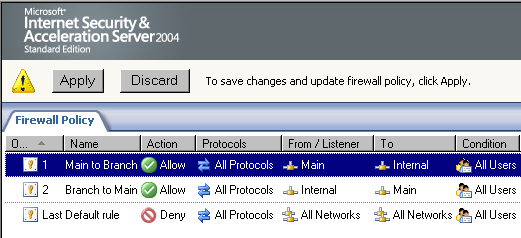 Microsoft®
Internet Security &
Acceleration Server 2004
Standard Edition
Apply Discard To save changes and update firewall policy, click Apply.
Firewall Policy
O... Name Action Protocols From / Listener To Condition
1 Main to Branch Allow All Protocols Main Internal All Users
2 Branch to Main Allow All Protocols Internal Main All Users
Last Default rule Deny All Protocols All Networks All Networks All Users